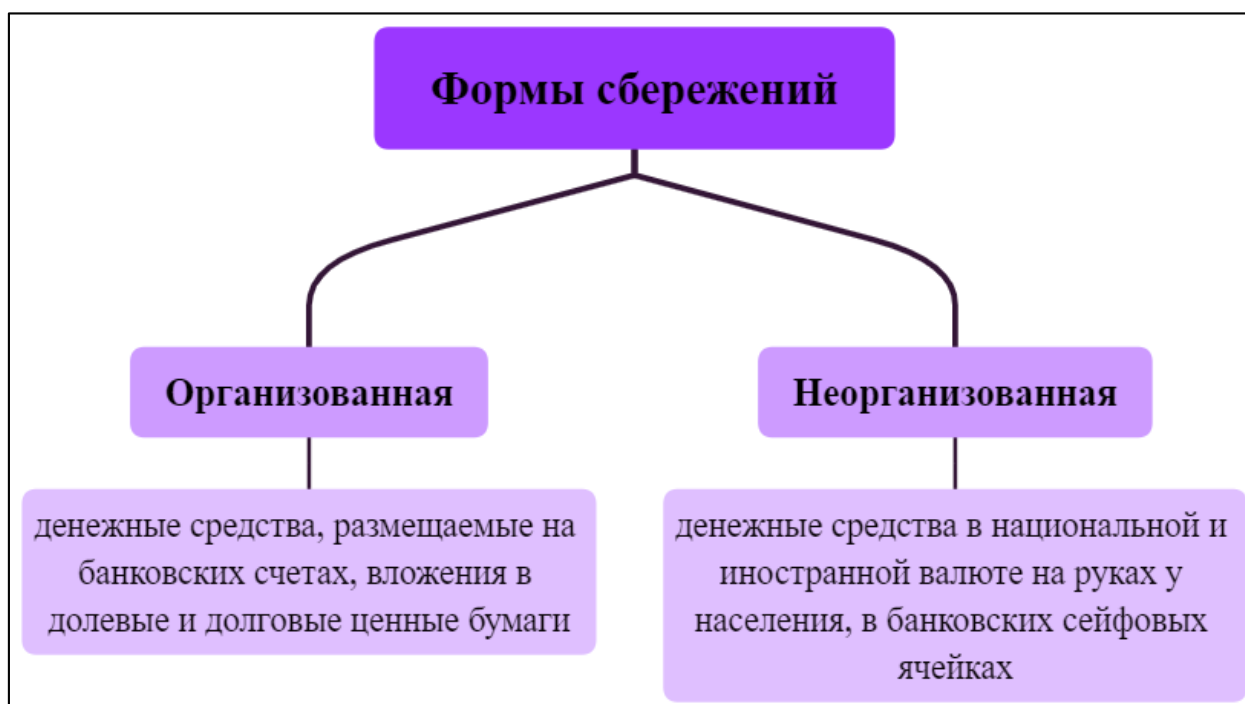 Формы сбережений
Организованная
Неорганизованная
денежные средства, размещаемые на
банковских счетах, вложения в
долевые и долговые ценные бумаги
денежные средства в национальной и
иностранной валюте на руках у
населения, в банковских сейфовых
ячейках